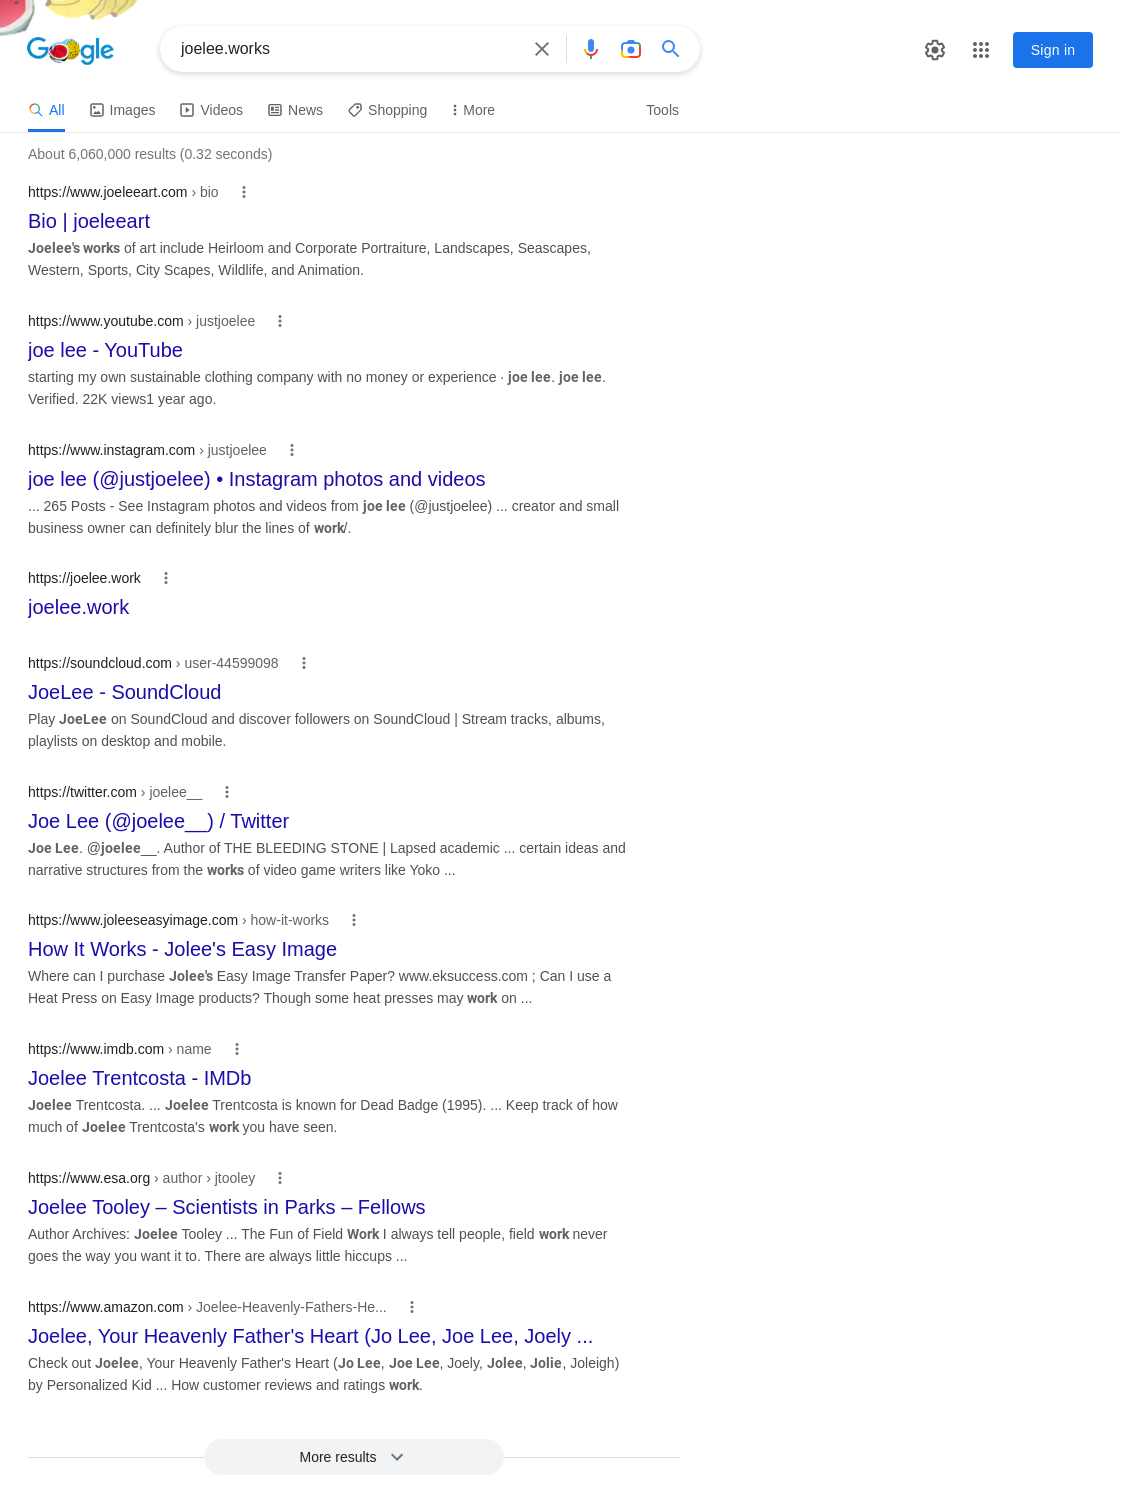 Google
joelee.works
Sign in
All
Images
Videos
News
Shopping
More
Tools
About 6,060,000 results (0.32 seconds)
https://www.joeleeart.com › bio
Bio | joeleeart
Joelee's works of art include Heirloom and Corporate Portraiture, Landscapes, Seascapes,
Western, Sports, City Scapes, Wildlife, and Animation.
https://www.youtube.com › justjoelee
joe lee - YouTube
starting my own sustainable clothing company with no money or experience · joe lee. joe lee.
Verified. 22K views1 year ago.
https://www.instagram.com › justjoelee
joe lee (@justjoelee) • Instagram photos and videos
... 265 Posts - See Instagram photos and videos from joe lee (@justjoelee) ... creator and small
business owner can definitely blur the lines of work/.
https://joelee.work
joelee.work
https://soundcloud.com › user-44599098
JoeLee - SoundCloud
Play JoeLee on SoundCloud and discover followers on SoundCloud | Stream tracks, albums,
playlists on desktop and mobile.
https://twitter.com › joelee__
Joe Lee (@joelee__) / Twitter
Joe Lee. @joelee__. Author of THE BLEEDING STONE | Lapsed academic ... certain ideas and
narrative structures from the works of video game writers like Yoko ...
https://www.joleeseasyimage.com › how-it-works
How It Works - Jolee's Easy Image
Where can I purchase Jolee's Easy Image Transfer Paper? www.eksuccess.com ; Can I use a
Heat Press on Easy Image products? Though some heat presses may work on ...
https://www.imdb.com › name
Joelee Trentcosta - IMDb
Joelee Trentcosta. ... Joelee Trentcosta is known for Dead Badge (1995). ... Keep track of how
much of Joelee Trentcosta's work you have seen.
https://www.esa.org › author › jtooley
Joelee Tooley – Scientists in Parks – Fellows
Author Archives: Joelee Tooley ... The Fun of Field Work I always tell people, field work never
goes the way you want it to. There are always little hiccups ...
https://www.amazon.com › Joelee-Heavenly-Fathers-He...
Joelee, Your Heavenly Father's Heart (Jo Lee, Joe Lee, Joely ...
Check out Joelee, Your Heavenly Father's Heart (Jo Lee, Joe Lee, Joely, Jolee, Jolie, Joleigh)
by Personalized Kid ... How customer reviews and ratings work.
More results